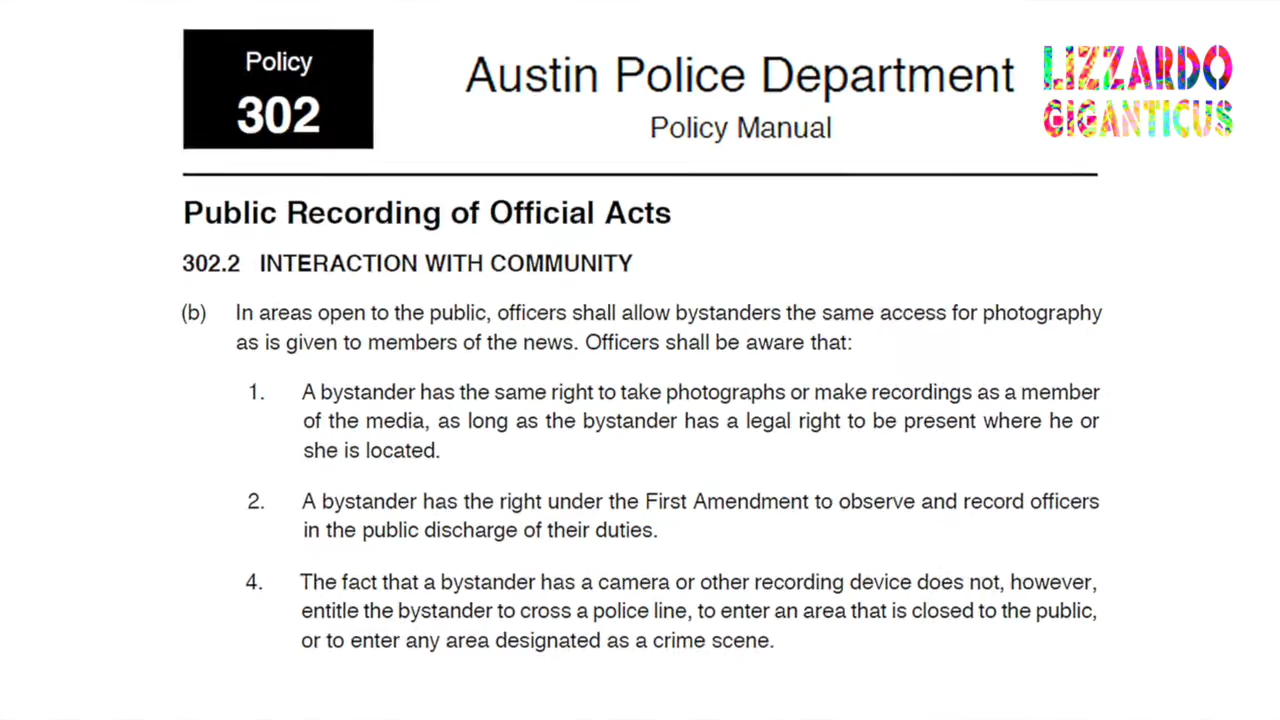 Policy
302
Austin Police Department
Policy Manual
LIZZARDO
GIGANTICUS
Public Recording of Official Acts
302.2 INTERACTION WITH COMMUNITY
(b) In areas open to the public, officers shall allow bystanders the same access for photography
as is given to members of the news. Officers shall be aware that:
1. A bystander has the same right to take photographs or make recordings as a member
of the media, as long as the bystander has a legal right to be present where he or
she is located.
2. A bystander has the right under the First Amendment to observe and record officers
in the public discharge of their duties.
4. The fact that a bystander has a camera or other recording device does not, however,
entitle the bystander to cross a police line, to enter an area that is closed to the public,
or to enter any area designated as a crime scene.